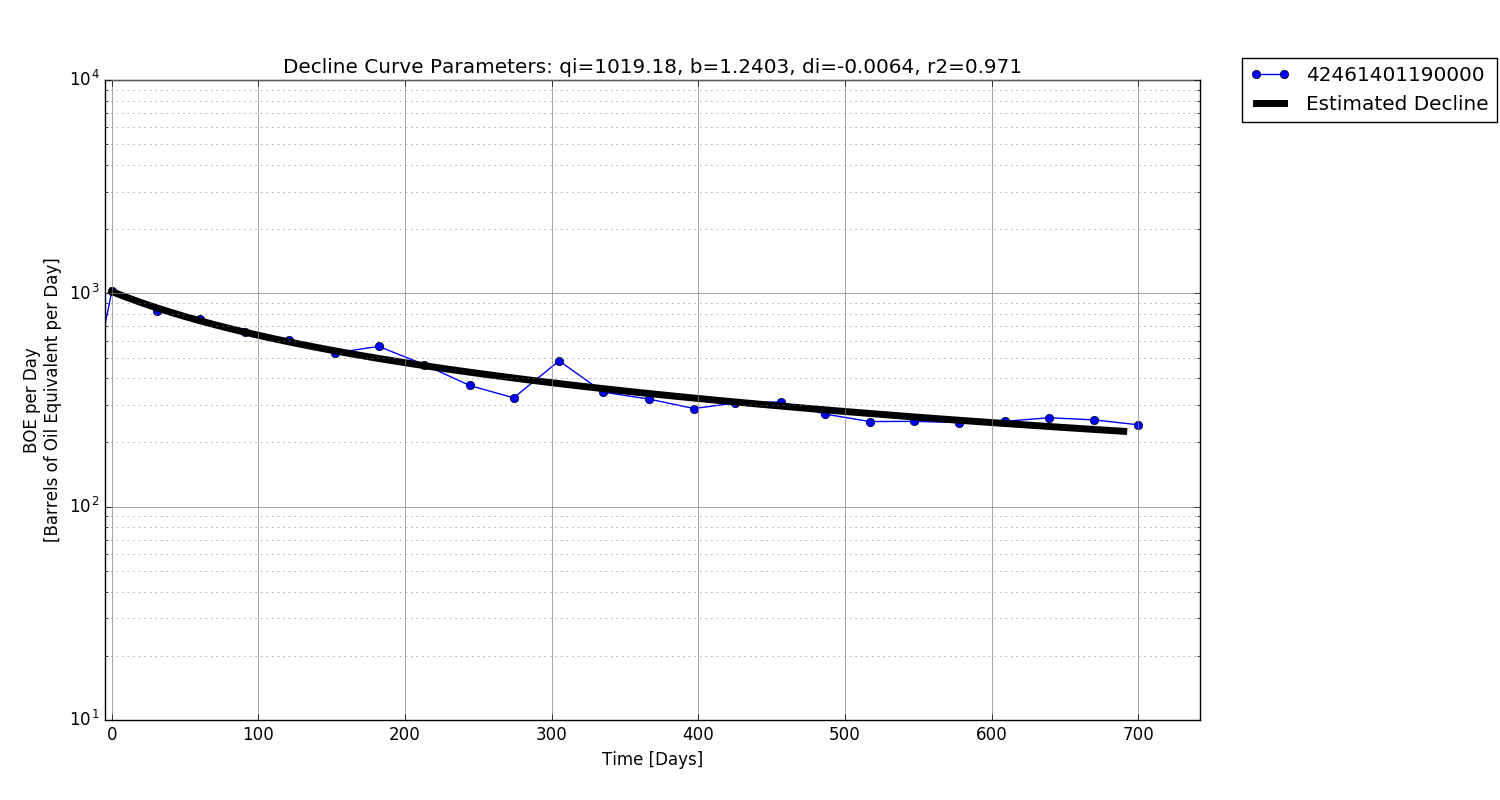 Decline Curve Parameters: qi=1019.18, b=1.2403, di=-0.0064, r2=0.971
42461401190000
Estimated Decline
BOE per Day
[Barrels of Oil Equivalent per Day]
10^4
10^3
10^2
10^1
0 100 200 300 400 500 600 700
Time [Days]